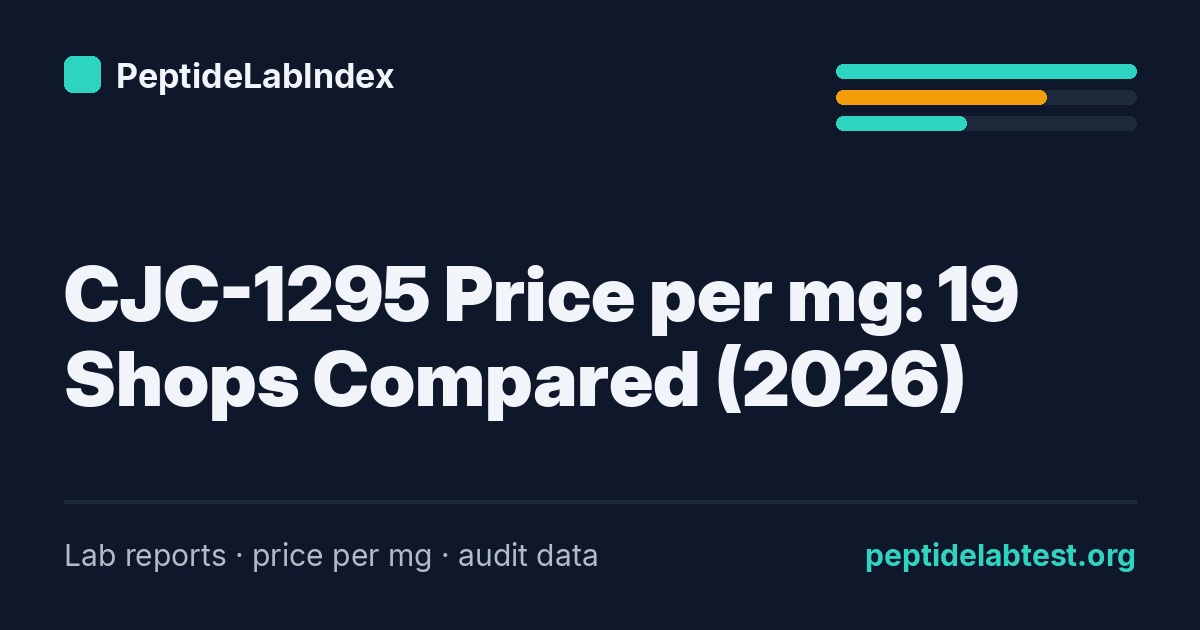 PeptideLabIndex
CJC-1295 Price per mg: 19
Shops Compared (2026)
Lab reports · price per mg · audit data
peptidelabtest.org